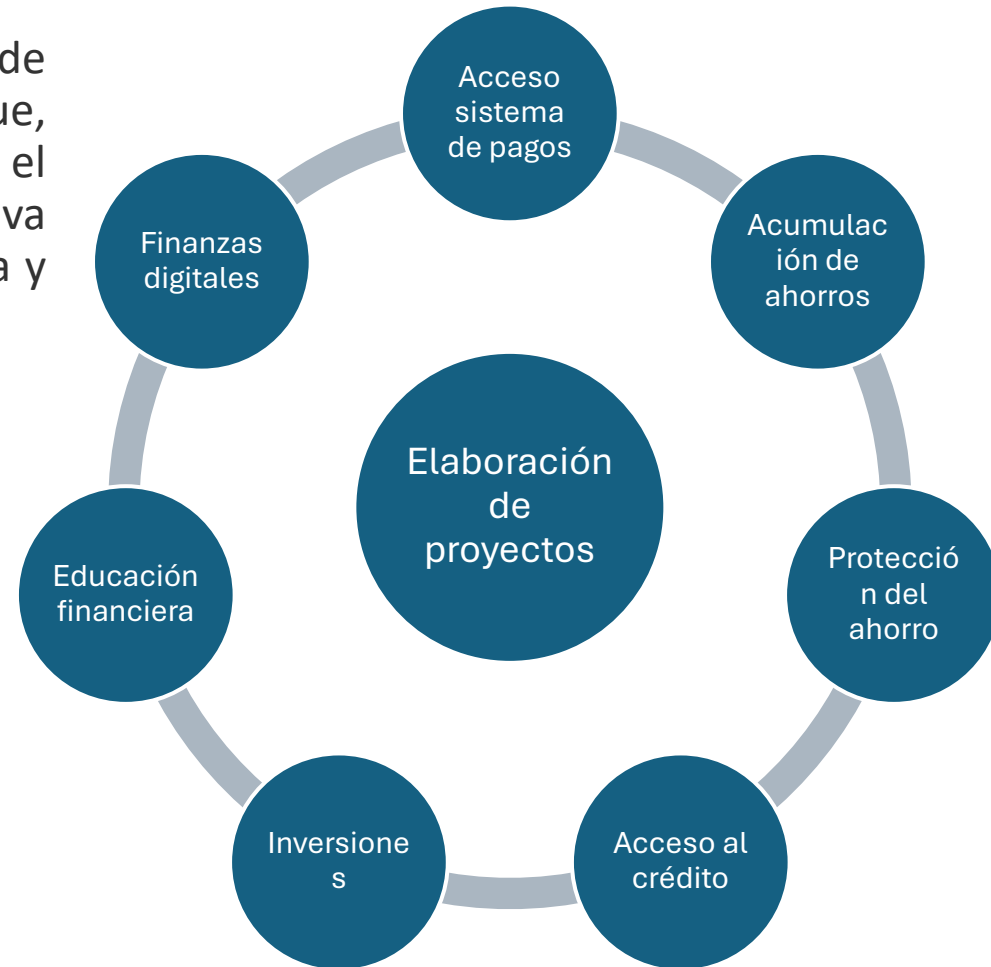 de
ue,
el
va
a y
Acceso
sistema
de pagos
Acumulac
ión de
ahorros
Protecció
n del
ahorro
Acceso al
crédito
Inversione
s
Educación
financiera
Finanzas
digitales
Elaboración
de
proyectos